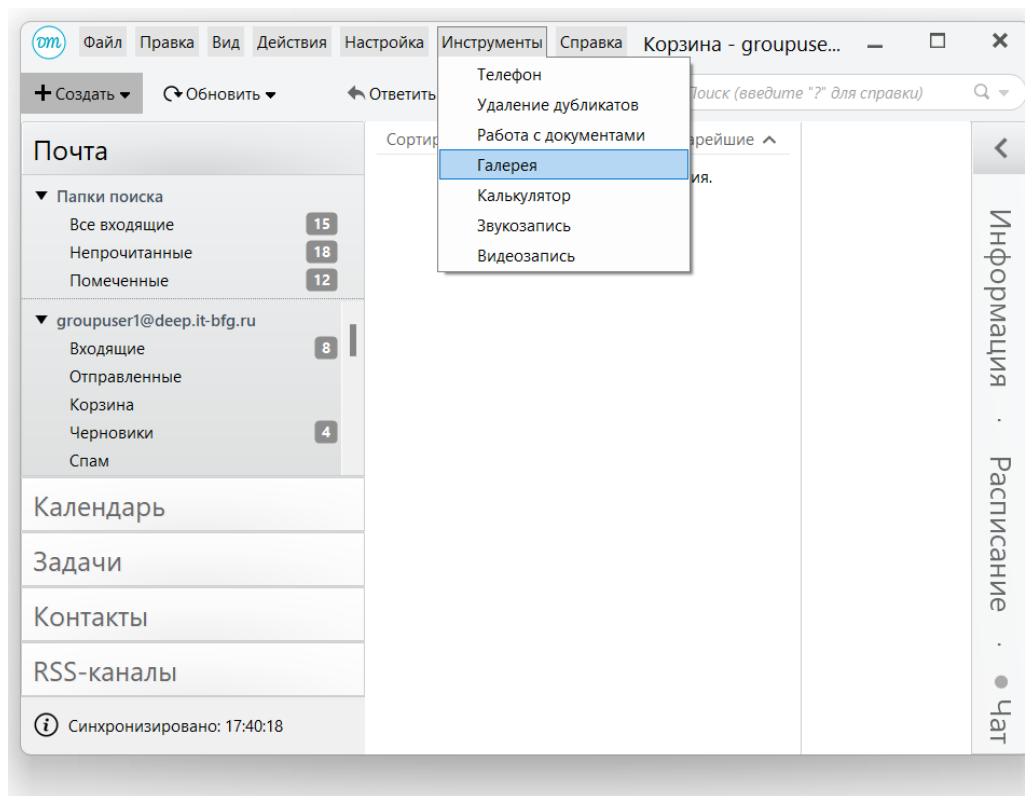 Файл Правка Вид Действия Настройка Инструменты Справка Корзина - groupuse...
Создать Обновить Ответить Поиск (введите "?" для справки)
Телефон
Удаление дубликатов
Работа с документами
Галерея
Калькулятор
Звукозапись
Видеозапись
Почта
Папки поиска
Все входящие 15
Непрочитанные 18
Помеченные 12
groupuser1@deep.it-bfg.ru
Входящие 8
Отправленные
Корзина
Черновики 4
Спам
Календарь
Задачи
Контакты
RSS-каналы
Синхронизировано: 17:40:18
Информация · Расписание · Чат